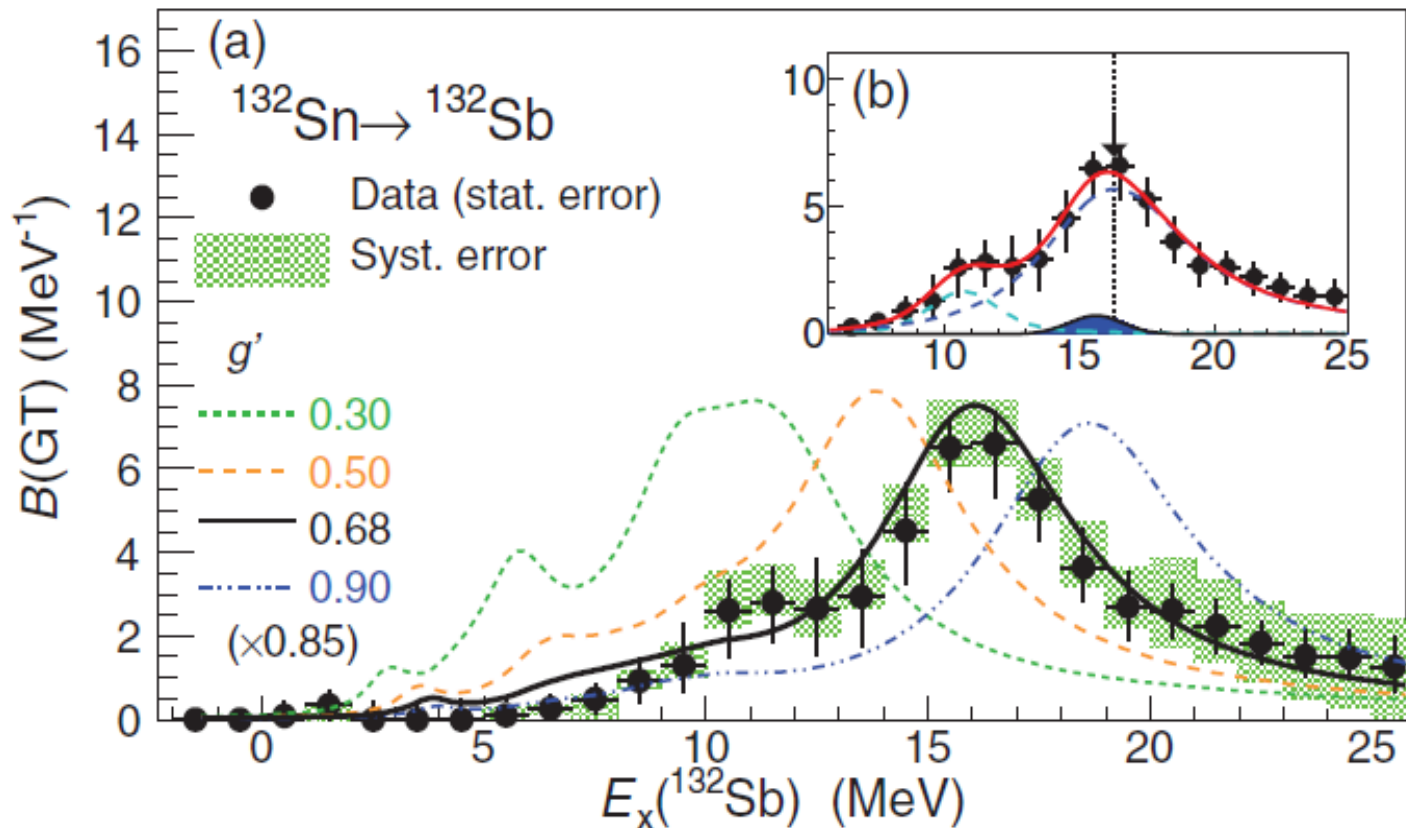 (a)
¹³²Sn→ ¹³²Sb
Data (stat. error)
Syst. error
g'
0.30
0.50
0.68
0.90
(×0.85)
B(GT) (MeV⁻¹)
16
14
12
10
8
6
4
2
0
0 5 10 15 20 25
Eₓ(¹³²Sb) (MeV)
(b)
10
5
0
10 15 20 25